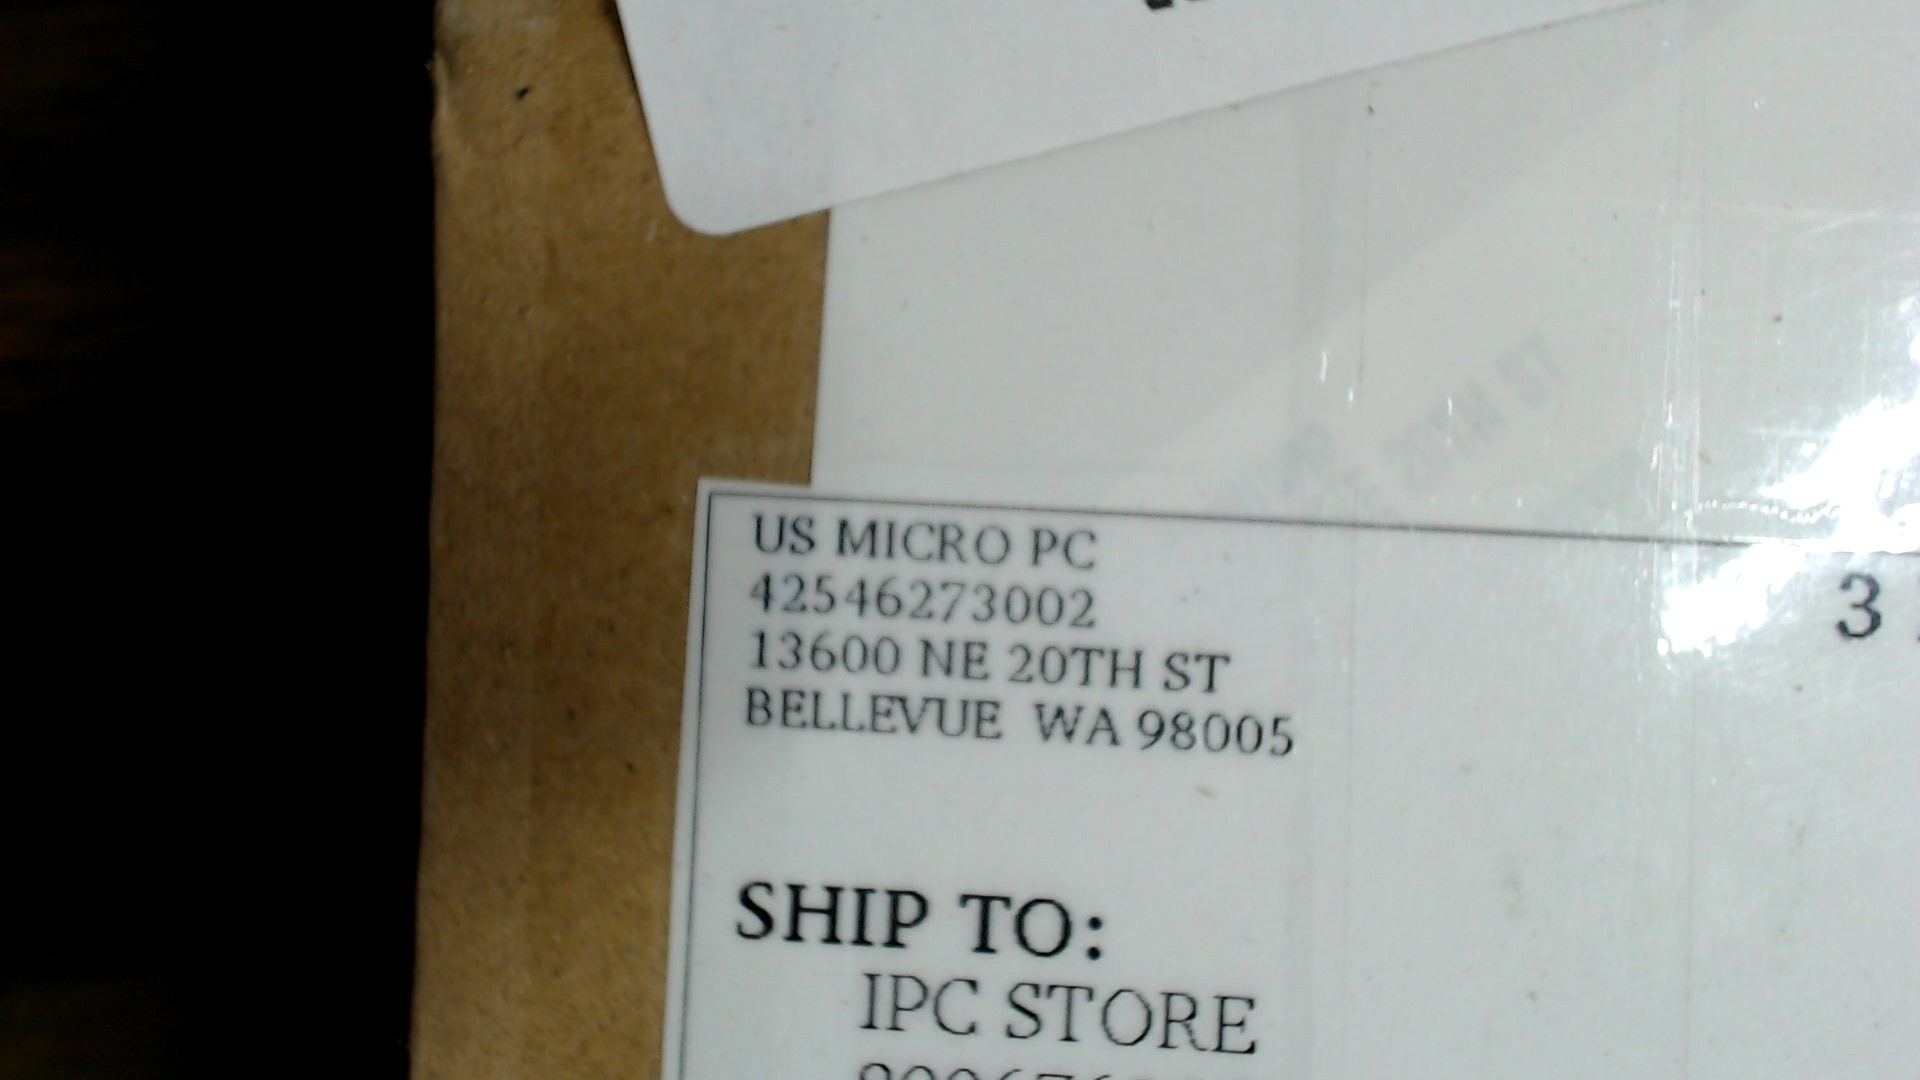 US MICRO PC
42546273002
13600 NE 20TH ST
BELLEVUE WA 98005
3
SHIP TO:
IPC STORE